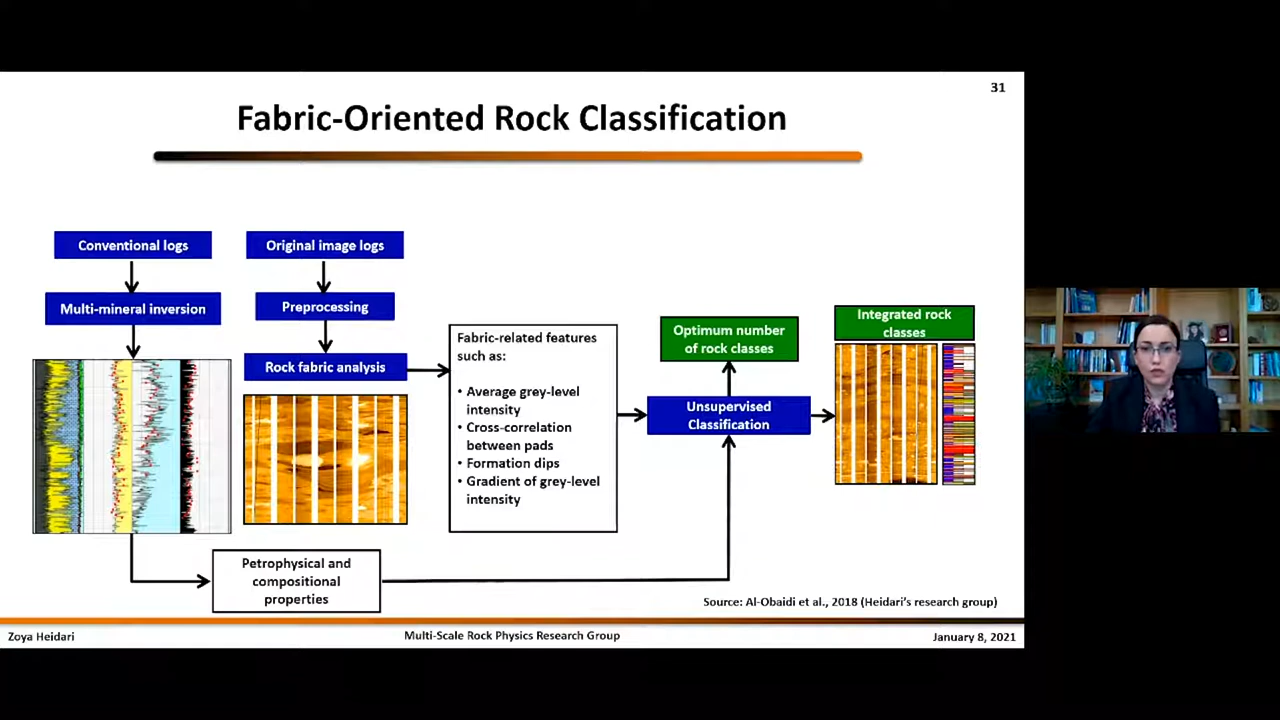 31
Fabric-Oriented Rock Classification
Conventional logs
Multi-mineral inversion
Original image logs
Preprocessing
Rock fabric analysis
Fabric-related features
such as:
• Average grey-level
intensity
• Cross-correlation
between pads
• Formation dips
• Gradient of grey-level
intensity
Petrophysical and
compositional
properties
Optimum number
of rock classes
Unsupervised
Classification
Integrated rock
classes
Source: Al-Obaidi et al., 2018 (Heidari's research group)
Zoya Heidari
Multi-Scale Rock Physics Research Group
January 8, 2021